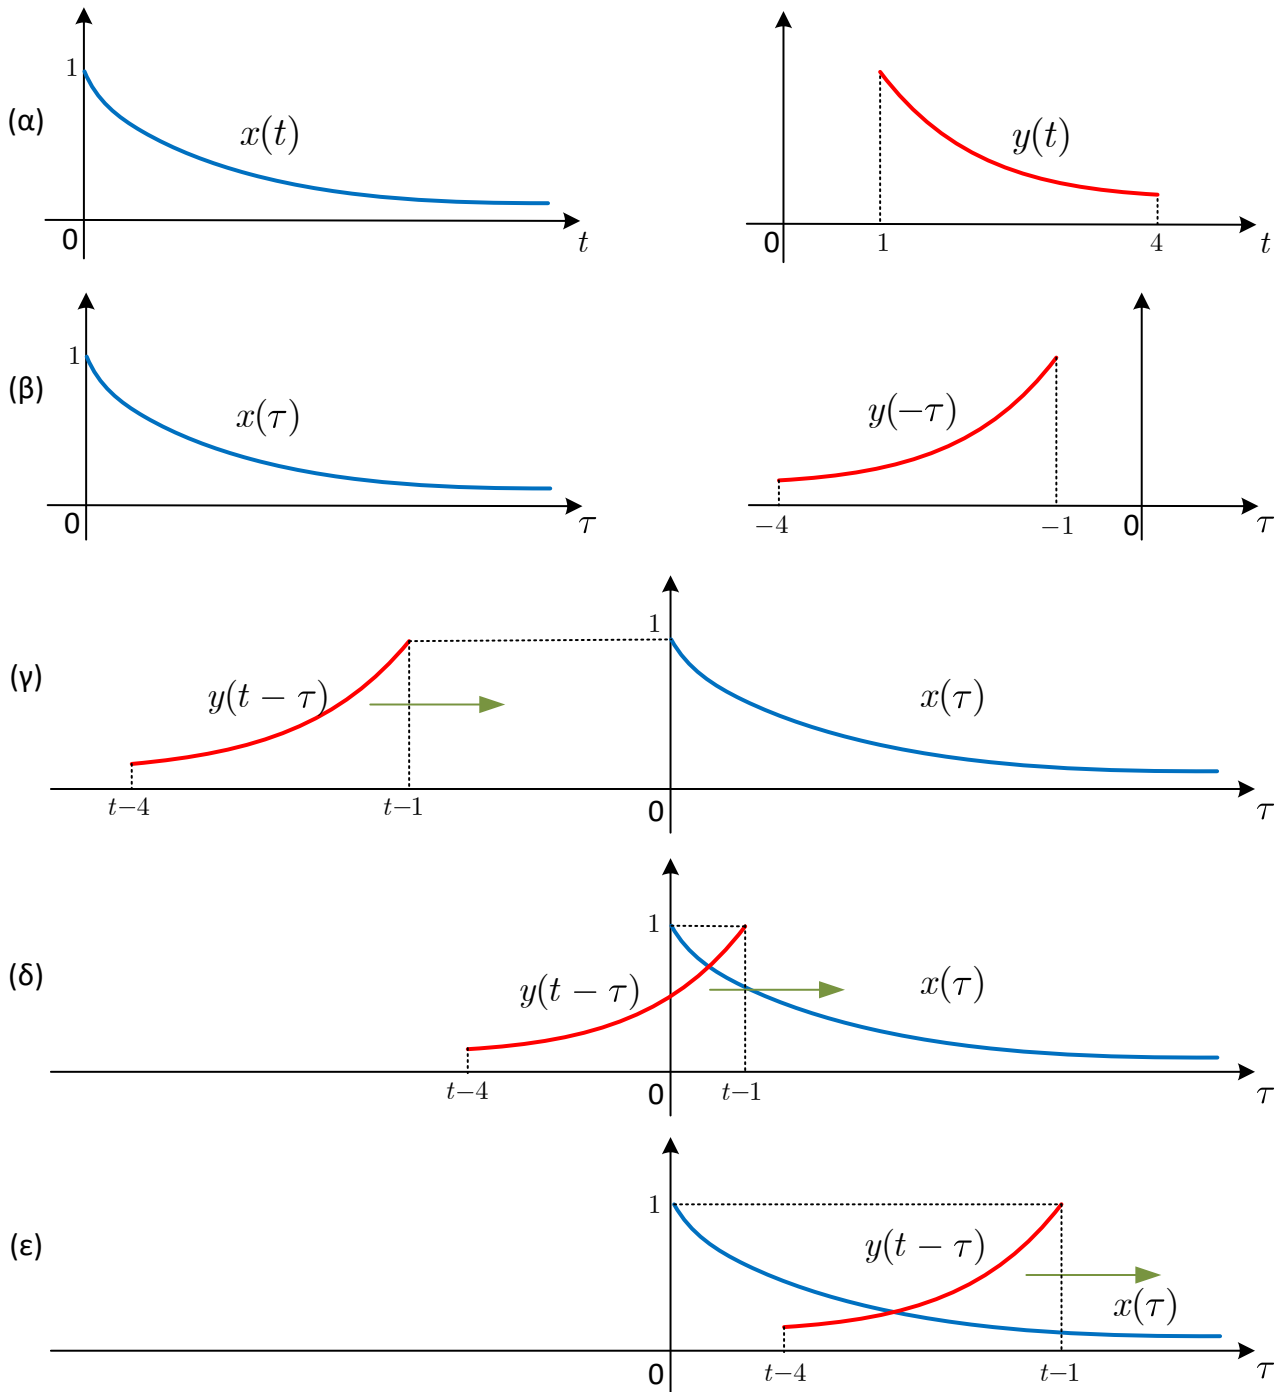 (α)
1
x(t)
0
t
y(t)
0
1
4
t
(β)
1
x(τ)
0
τ
y(−τ)
−4
−1
0
τ
(γ)
y(t − τ)
1
x(τ)
t−4
t−1
0
τ
(δ)
1
y(t − τ)
x(τ)
t−4
0
t−1
τ
(ε)
1
y(t − τ)
x(τ)
0
t−4
t−1
τ